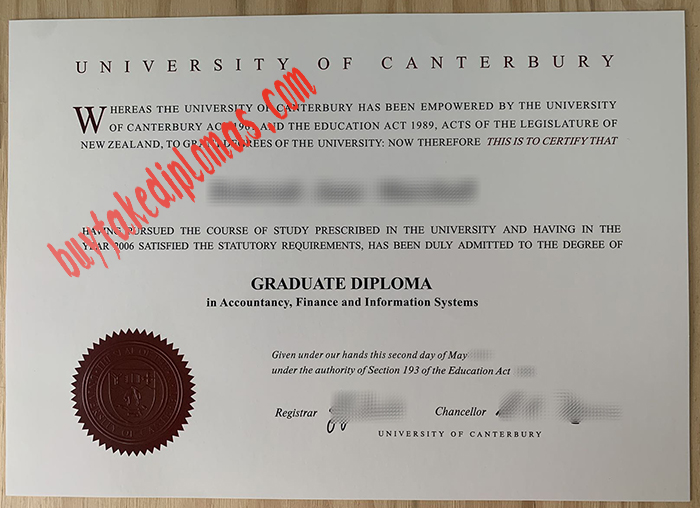 UNIVERSITY OF CANTERBURY
WHEREAS THE UNIVERSITY OF CANTERBURY HAS BEEN EMPOWERED BY THE UNIVERSITY
OF CANTERBURY ACT AND THE EDUCATION ACT 1989, ACTS OF THE LEGISLATURE OF
NEW ZEALAND, TO GRANT DEGREES OF THE UNIVERSITY: NOW THEREFORE THIS IS TO CERTIFY THAT
HAVING PURSUED THE COURSE OF STUDY PRESCRIBED IN THE UNIVERSITY AND HAVING IN THE
YEAR 2006 SATISFIED THE STATUTORY REQUIREMENTS, HAS BEEN DULY ADMITTED TO THE DEGREE OF
buyfakediplomas.com
GRADUATE DIPLOMA
in Accountancy, Finance and Information Systems
Given under our hands this second day of May
under the authority of Section 193 of the Education Act
Registrar Chancellor
UNIVERSITY OF CANTERBURY